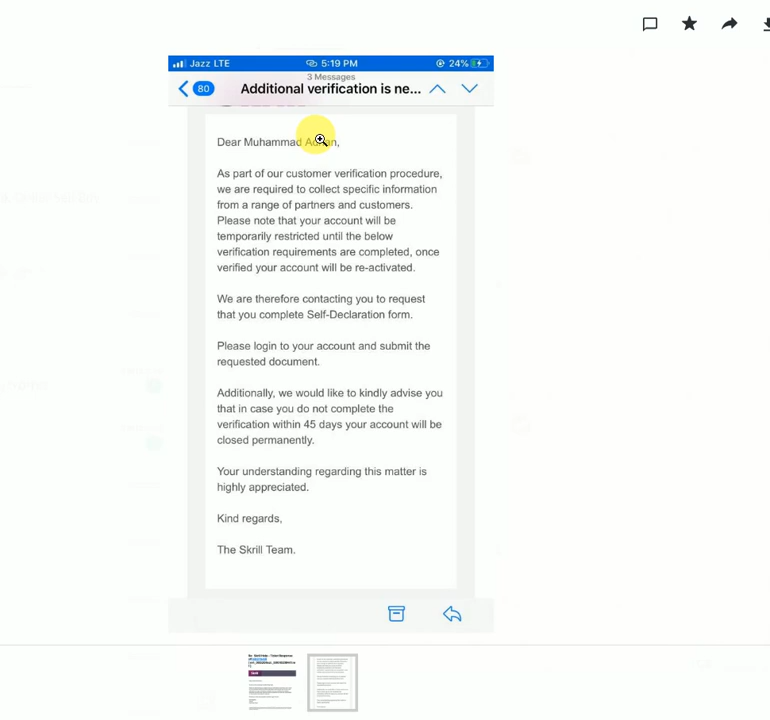 Jazz LTE 5:19 PM 24%
3 Messages
80 Additional verification is ne...
Dear Muhammad
As part of our customer verification procedure,
we are required to collect specific information
from a range of partners and customers.
Please note that your account will be
temporarily restricted until the below
verification requirements are completed, once
verified your account will be re-activated.
We are therefore contacting you to request
that you complete Self-Declaration form.
Please login to your account and submit the
requested document.
Additionally, we would like to kindly advise you
that in case you do not complete the
verification within 45 days your account will be
closed permanently.
Your understanding regarding this matter is
highly appreciated.
Kind regards,
The Skrill Team.